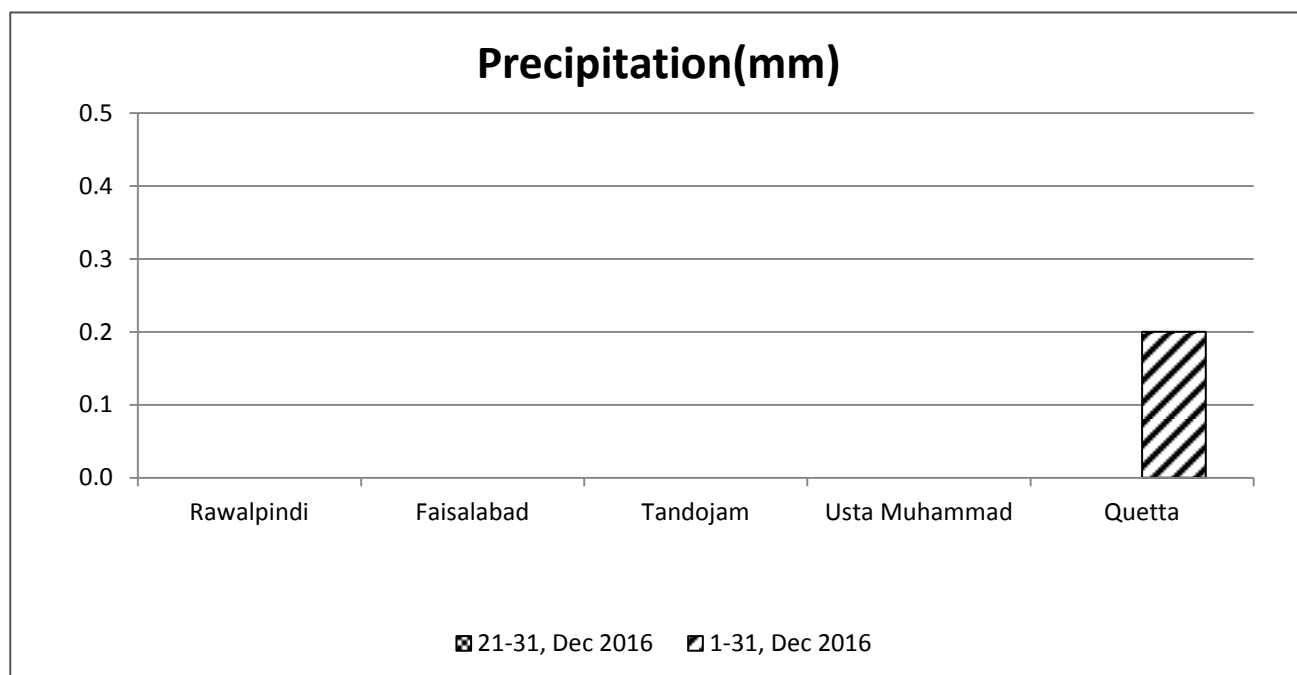 Precipitation(mm)
0.5
0.4
0.3
0.2
0.1
0.0
Rawalpindi Faisalabad Tandojam Usta Muhammad Quetta
21-31, Dec 2016 1-31, Dec 2016